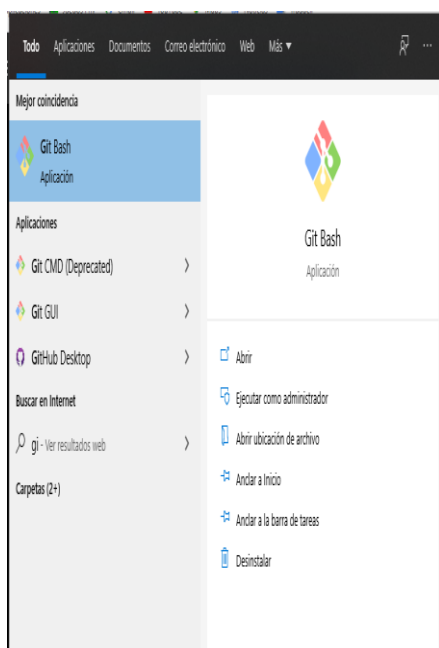 Todo Aplicaciones Documentos Correo electrónico Web Más
Mejor coincidencia
Git Bash
Aplicación
Aplicaciones
Git CMD (Deprecated)
Git GUI
GitHub Desktop
Buscar en Internet
gi - Ver resultados web
Carpetas (2+)
Git Bash
Aplicación
Abrir
Ejecutar como administrador
Abrir ubicación de archivo
Anclar a Inicio
Anclar a la barra de tareas
Desinstalar